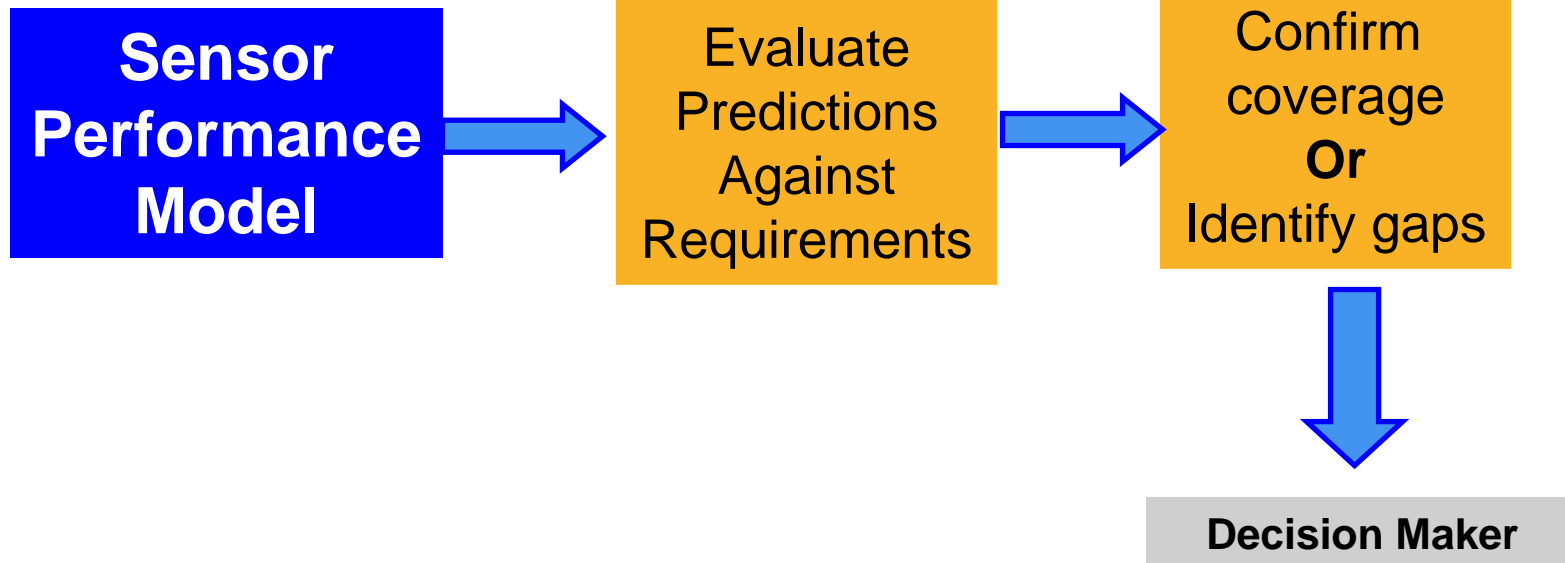 Sensor
Performance
Model
Evaluate
Predictions
Against
Requirements
Confirm
coverage
Or
Identify gaps
Decision Maker